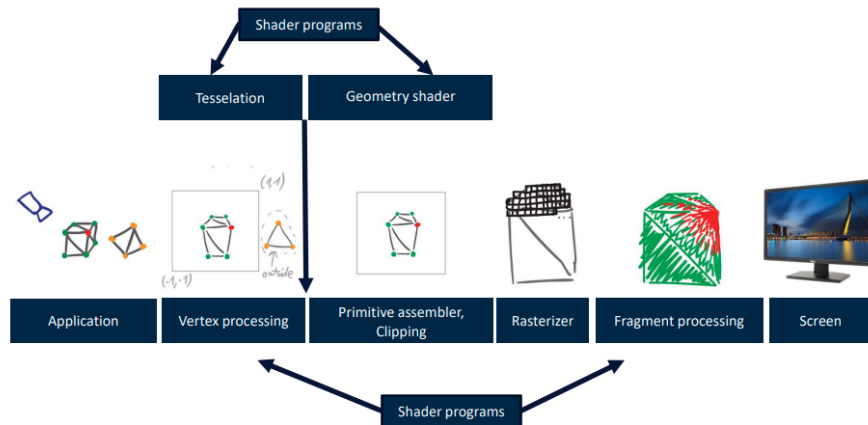 Shader programs
Tesselation
Geometry shader
(1,1)
outside
(-1,-1)
Application
Vertex processing
Primitive assembler,
Clipping
Rasterizer
Fragment processing
Screen
Shader programs